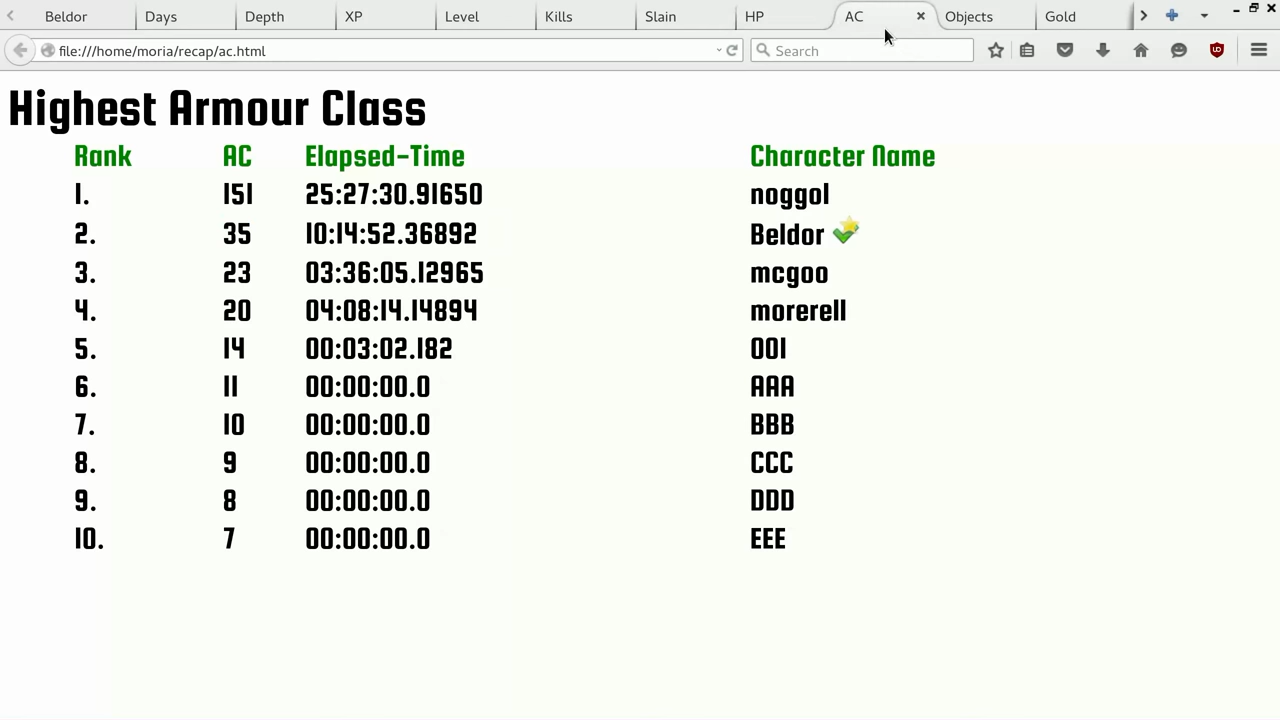 Beldor Days Depth XP Level Kills Slain HP AC Objects Gold
file:///home/moria/recap/ac.html Search
Highest Armour Class
Rank AC Elapsed-Time Character Name
1. 151 25:27:30.91650 noggol
2. 35 10:14:52.36892 Beldor
3. 23 03:36:05.12965 mcgoo
4. 20 04:08:14.14894 morerell
5. 14 00:03:02.182 001
6. 11 00:00:00.0 AAA
7. 10 00:00:00.0 BBB
8. 9 00:00:00.0 CCC
9. 8 00:00:00.0 DDD
10. 7 00:00:00.0 EEE